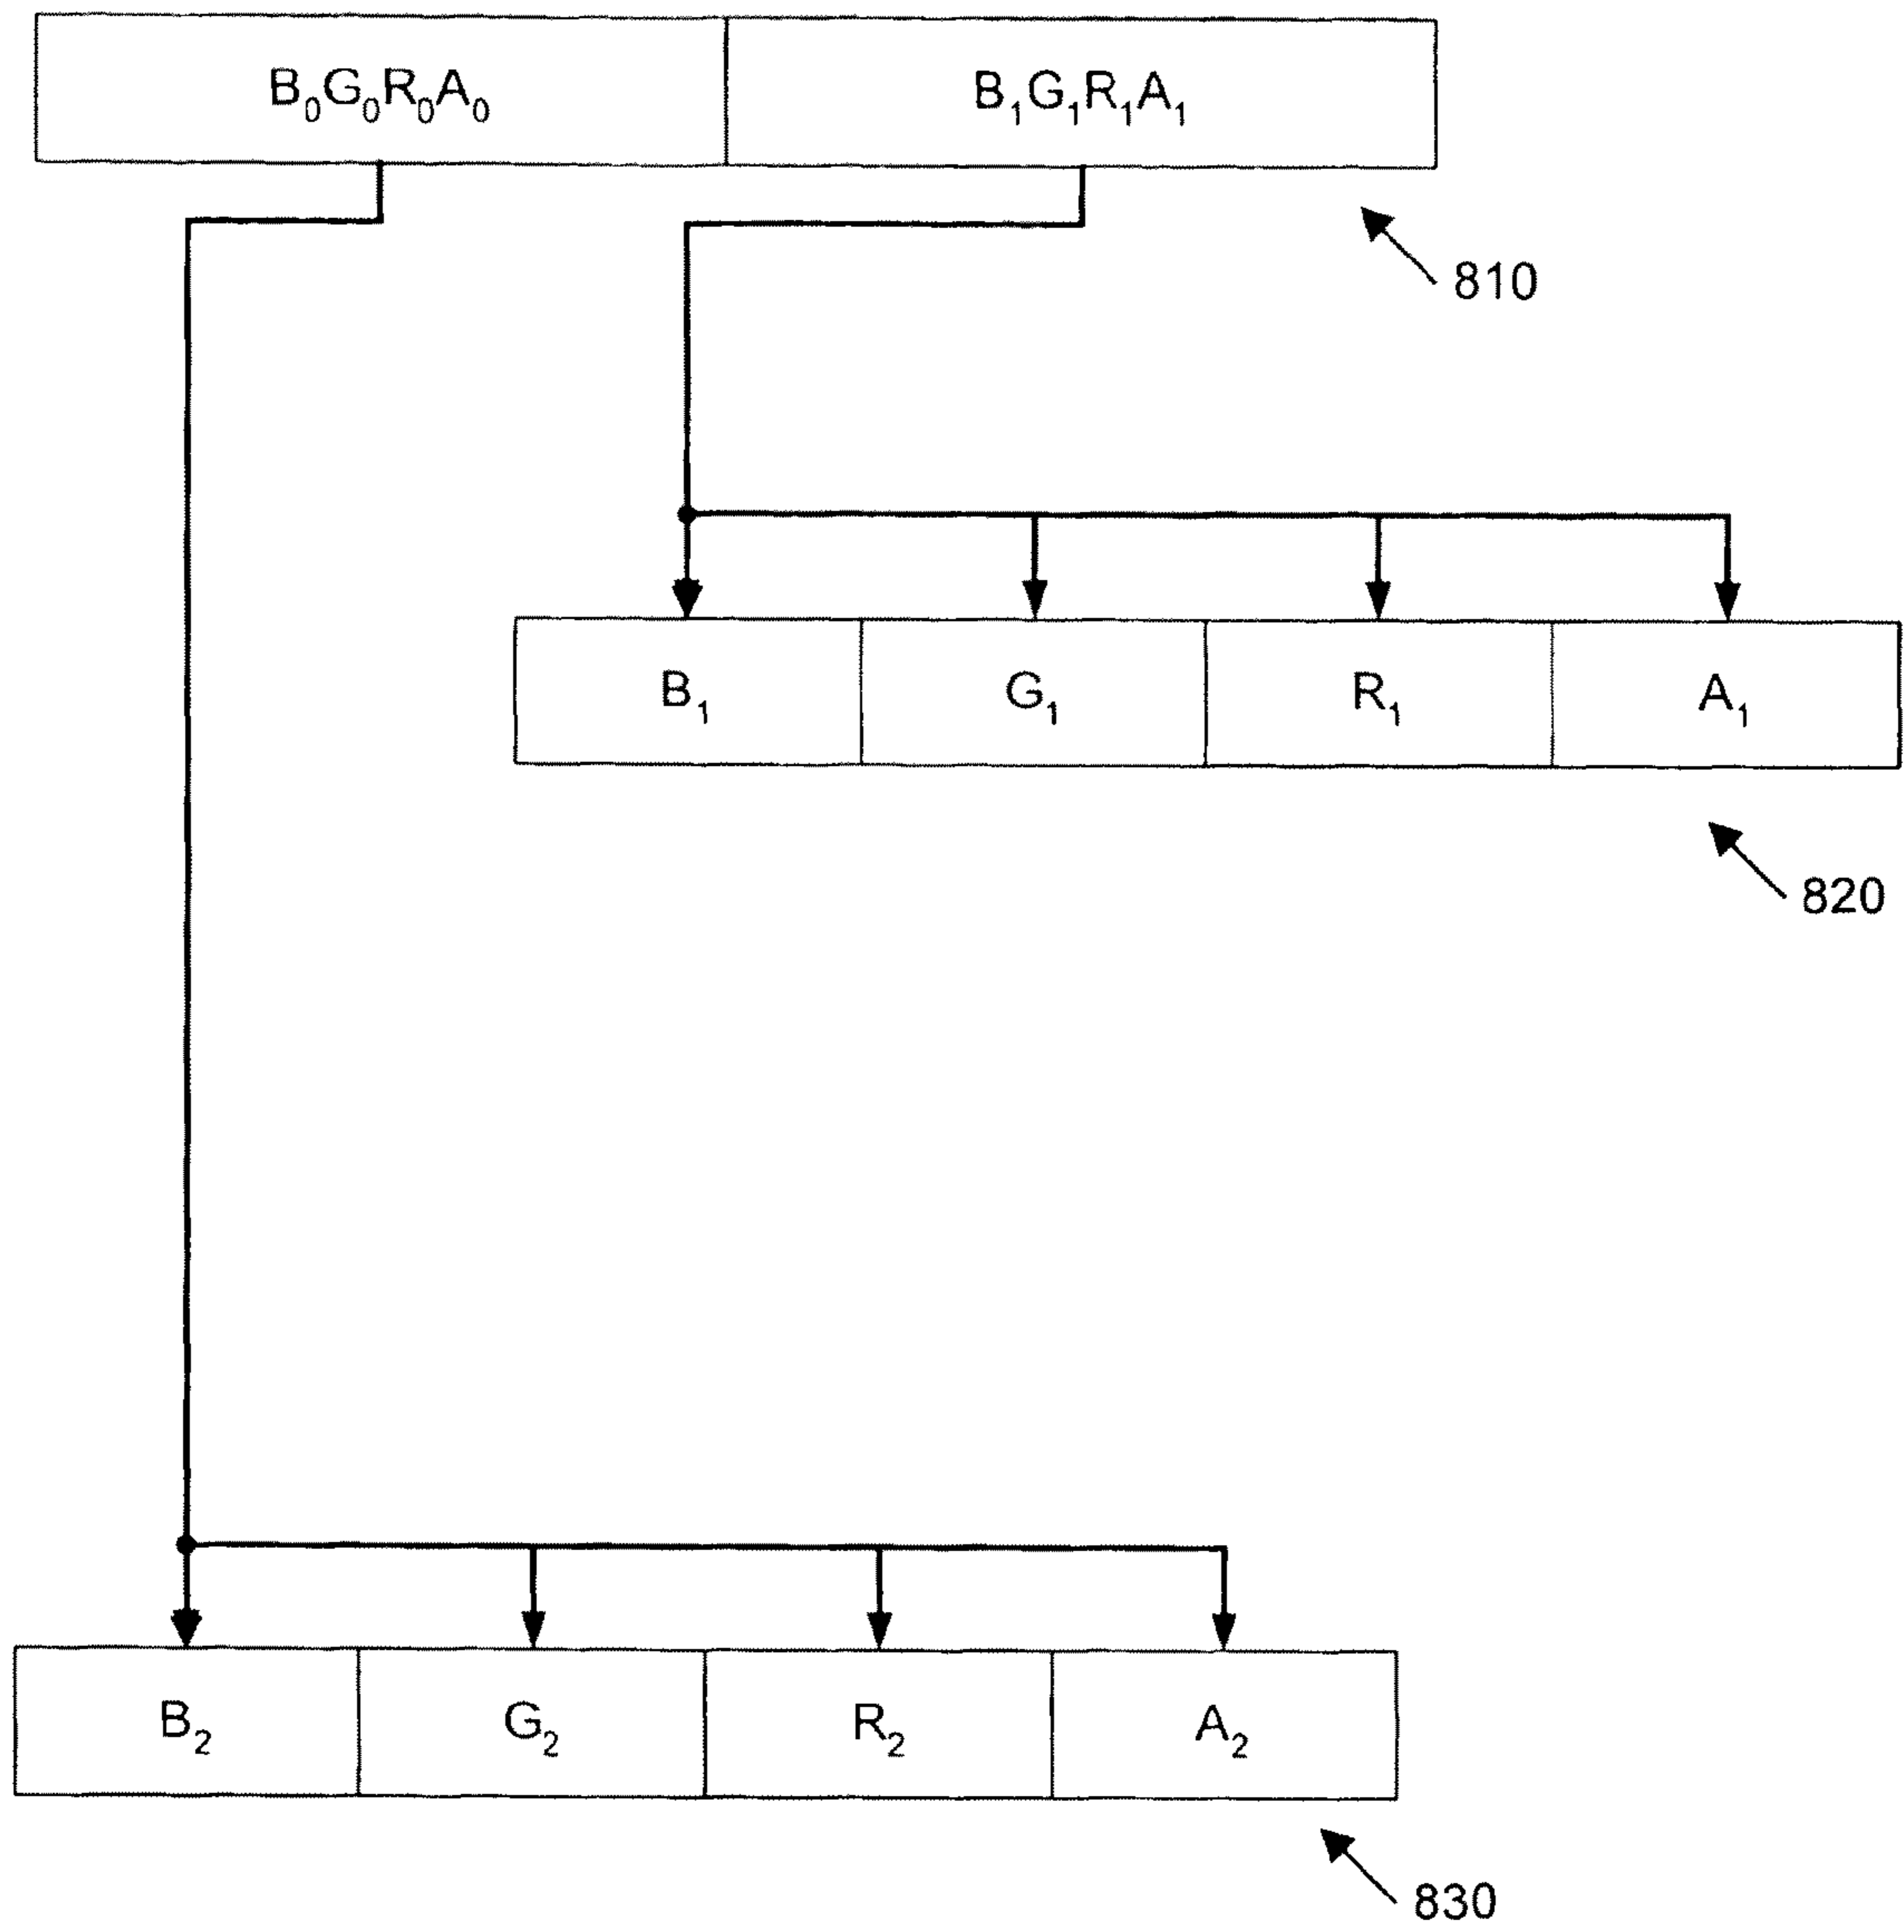 B₀G₀R₀A₀ B₁G₁R₁A₁
810
B₁ G₁ R₁ A₁
820
B₂ G₂ R₂ A₂
830